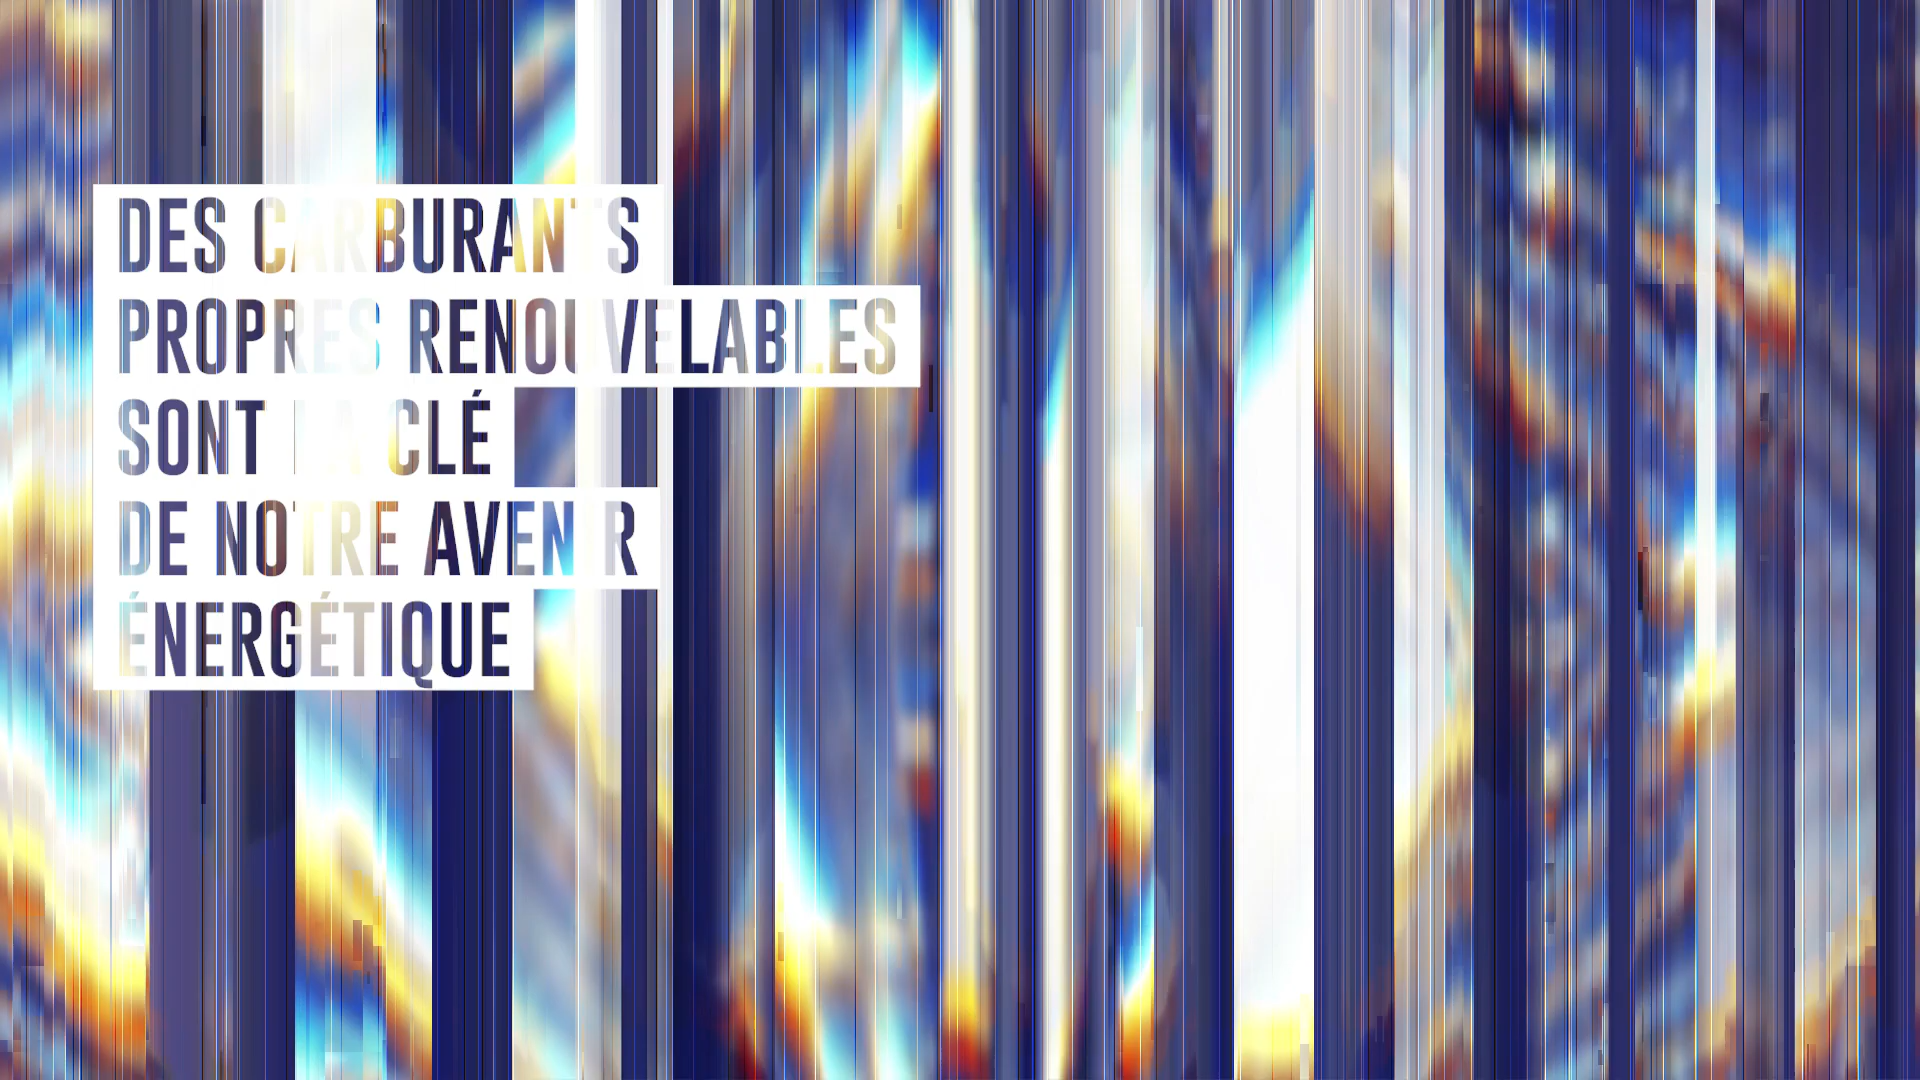 DES CARBURANTS
PROPRES RENOUVELABLES
SONT LA CLÉ
DE NOTRE AVENIR
ÉNERGÉTIQUE